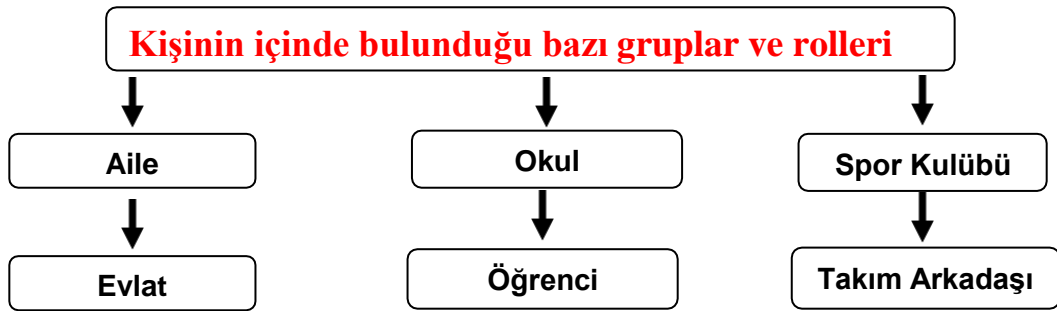 Kişinin içinde bulunduğu bazı gruplar ve rolleri
Aile
Okul
Spor Kulübü
Evlat
Öğrenci
Takım Arkadaşı